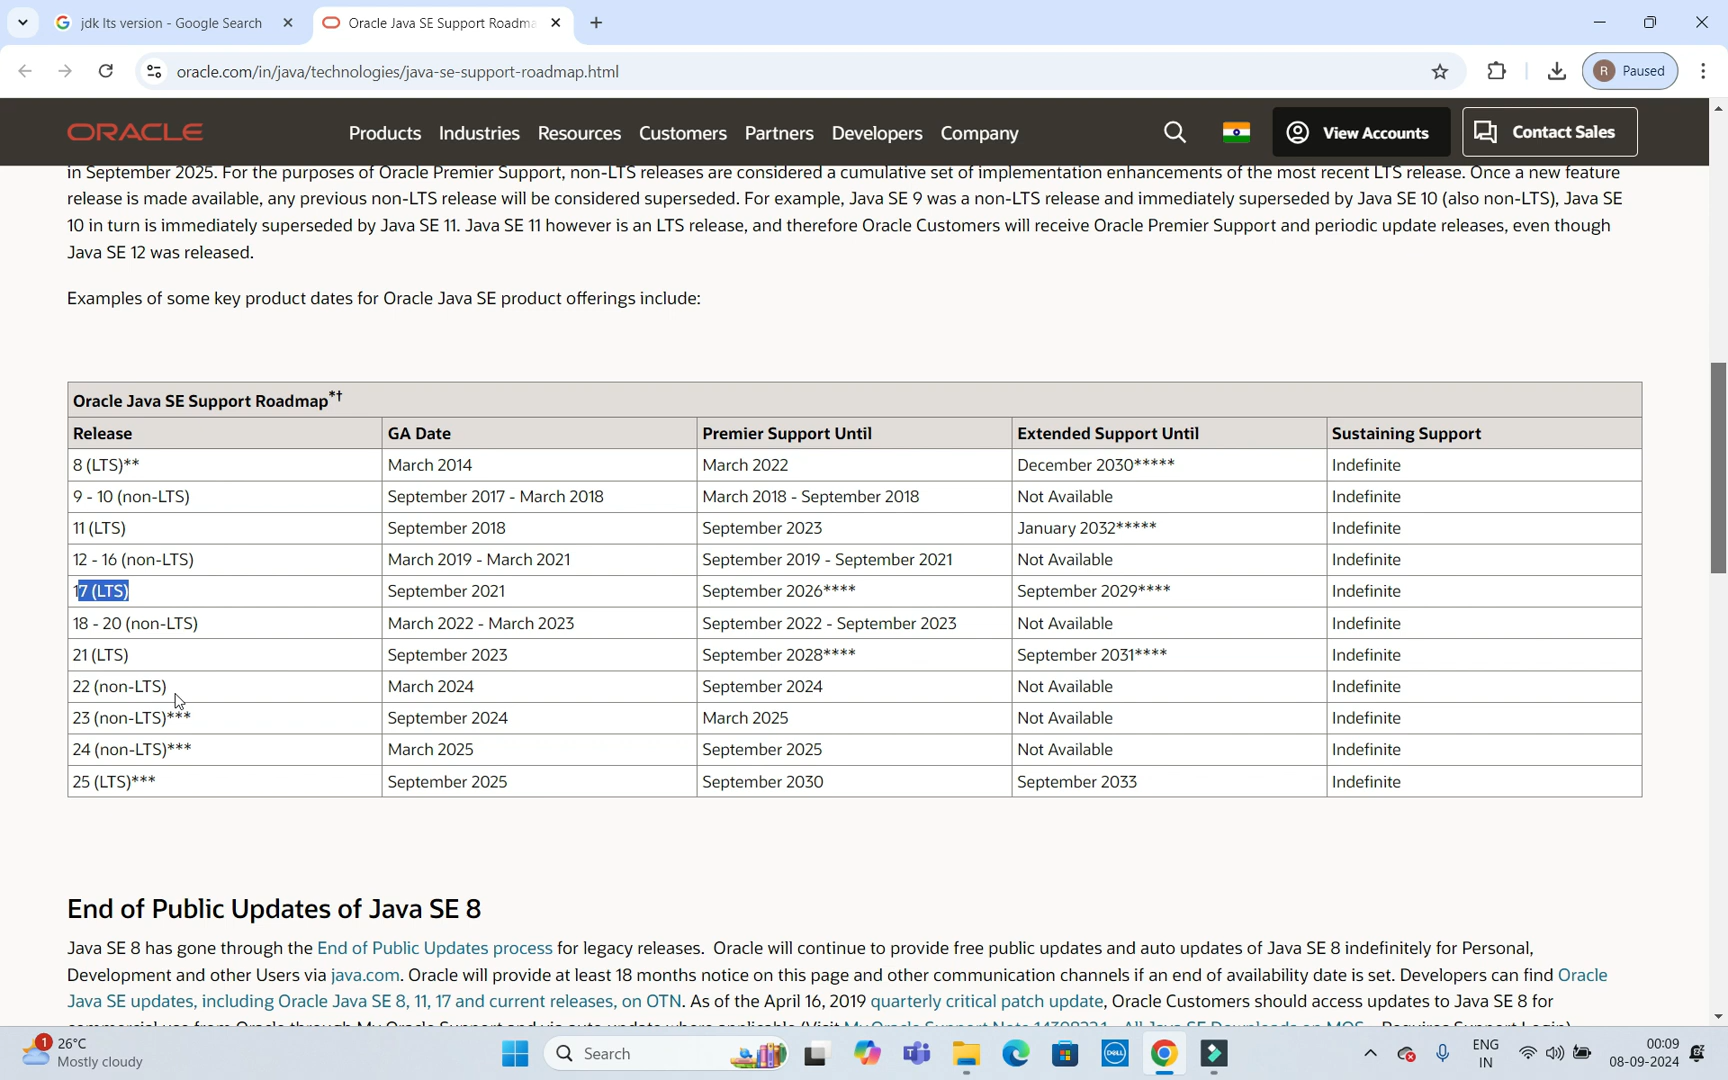 jdk lts version - Google Search
Oracle Java SE Support Roadma
oracle.com/in/java/technologies/java-se-support-roadmap.html
R Paused
ORACLE Products Industries Resources Customers Partners Developers Company View Accounts Contact Sales
in September 2025. For the purposes of Oracle Premier Support, non-LTS releases are considered a cumulative set of implementation enhancements of the most recent LTS release. Once a new feature
release is made available, any previous non-LTS release will be considered superseded. For example, Java SE 9 was a non-LTS release and immediately superseded by Java SE 10 (also non-LTS), Java SE
10 in turn is immediately superseded by Java SE 11. Java SE 11 however is an LTS release, and therefore Oracle Customers will receive Oracle Premier Support and periodic update releases, even though
Java SE 12 was released.
Examples of some key product dates for Oracle Java SE product offerings include:
Oracle Java SE Support Roadmap*†
Release GA Date Premier Support Until Extended Support Until Sustaining Support
8 (LTS)** March 2014 March 2022 December 2030***** Indefinite
9 - 10 (non-LTS) September 2017 - March 2018 March 2018 - September 2018 Not Available Indefinite
11 (LTS) September 2018 September 2023 January 2032***** Indefinite
12 - 16 (non-LTS) March 2019 - March 2021 September 2019 - September 2021 Not Available Indefinite
17 (LTS) September 2021 September 2026**** September 2029**** Indefinite
18 - 20 (non-LTS) March 2022 - March 2023 September 2022 - September 2023 Not Available Indefinite
21 (LTS) September 2023 September 2028**** September 2031**** Indefinite
22 (non-LTS) March 2024 September 2024 Not Available Indefinite
23 (non-LTS)*** September 2024 March 2025 Not Available Indefinite
24 (non-LTS)*** March 2025 September 2025 Not Available Indefinite
25 (LTS)*** September 2025 September 2030 September 2033 Indefinite
End of Public Updates of Java SE 8
Java SE 8 has gone through the End of Public Updates process for legacy releases. Oracle will continue to provide free public updates and auto updates of Java SE 8 indefinitely for Personal,
Development and other Users via java.com. Oracle will provide at least 18 months notice on this page and other communication channels if an end of availability date is set. Developers can find Oracle
Java SE updates, including Oracle Java SE 8, 11, 17 and current releases, on OTN. As of the April 16, 2019 quarterly critical patch update, Oracle Customers should access updates to Java SE 8 for
1 26°C
Mostly cloudy
Search
DELL
ENG
IN
00:09
08-09-2024